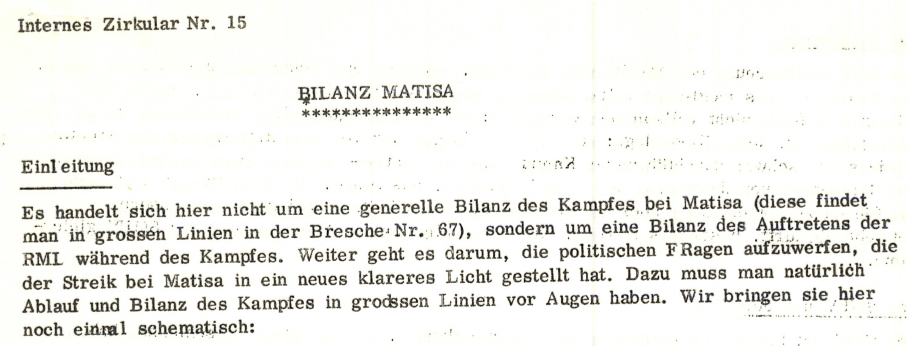 Internes Zirkular Nr. 15
BILANZ MATISA
***************
Einleitung
Es handelt sich hier nicht um eine generelle Bilanz des Kampfes bei Matisa (diese findet
man in grossen Linien in der Bresche Nr. 67), sondern um eine Bilanz des Auftretens der
RML während des Kampfes. Weiter geht es darum, die politischen FRagen aufzuwerfen, die
der Streik bei Matisa in ein neues klareres Licht gestellt hat. Dazu muss man natürlich
Ablauf und Bilanz des Kampfes in grodssen Linien vor Augen haben. Wir bringen sie hier
noch einmal schematisch: